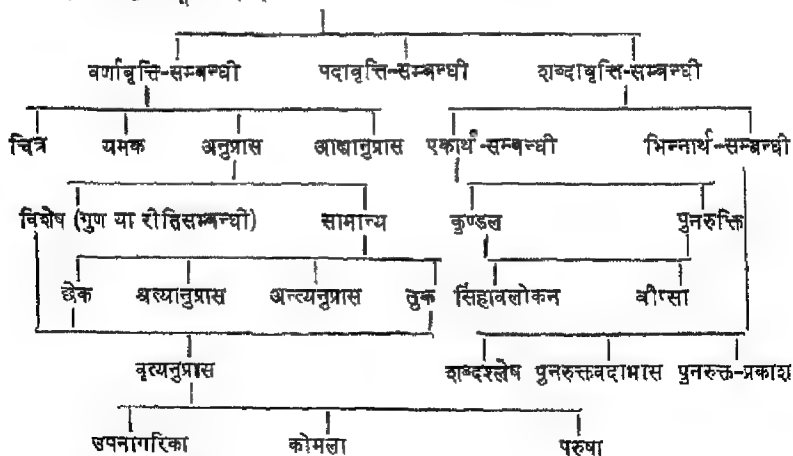 वर्णावृत्ति-सम्बन्धी पदावृत्ति-सम्बन्धी शब्दावृत्ति-सम्बन्धी
चित्र यमक अनुप्रास आद्यानुप्रास एकार्थ-सम्बन्धी भिन्नार्थ-सम्बन्धी
विशेष (गुण या रीतिसम्बन्धी) सामान्य कुण्डल पुनरुक्ति
छेक श्रत्यानुप्रास अन्त्यनुप्रास तुक सिंहावलोकन वीप्सा
वृत्यनुप्रास शब्दश्लेष पुनरुक्तवदाभास पुनरुक्त-प्रकाश
उपनागरिका कोमला परुषा